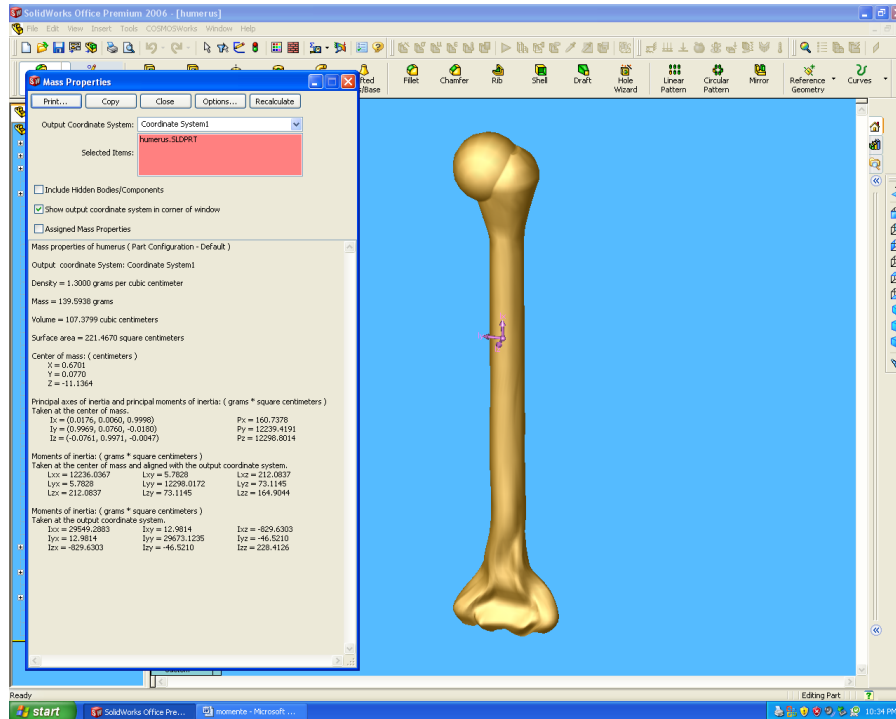 SolidWorks Office Premium 2006 - [humerus]
File Edit View Insert Tools COSMOSWorks Window Help
Fillet Chamfer Rib Shell Draft Hole Wizard Linear Pattern Circular Pattern Mirror Reference Geometry Curves
Mass Properties
Print... Copy Close Options... Recalculate
Output Coordinate System: Coordinate System1
humerus.SLDPRT
Selected Items:
Include Hidden Bodies/Components
Show output coordinate system in corner of window
Assigned Mass Properties
Mass properties of humerus ( Part Configuration - Default )
Output coordinate System: Coordinate System1
Density = 1.3000 grams per cubic centimeter
Mass = 139.5938 grams
Volume = 107.3799 cubic centimeters
Surface area = 221.4670 square centimeters
Center of mass: ( centimeters )
X = 0.6701
Y = 0.0770
Z = -11.1364
Principal axes of inertia and principal moments of inertia: ( grams * square centimeters )
Taken at the center of mass.
Ix = (0.0176, 0.0060, 0.9998) Px = 160.7378
Iy = (0.9969, 0.0760, -0.0180) Py = 12239.4191
Iz = (-0.0761, 0.9971, -0.0047) Pz = 12298.8014
Moments of inertia: ( grams * square centimeters )
Taken at the center of mass and aligned with the output coordinate system.
Lxx = 12236.0367 Lxy = 5.7828 Lxz = 212.0837
Lyx = 5.7828 Lyy = 12298.0172 Lyz = 73.1145
Lzx = 212.0837 Lzy = 73.1145 Lzz = 164.9044
Moments of inertia: ( grams * square centimeters )
Taken at the output coordinate system.
Ixx = 29549.2883 Ixy = 12.9814 Ixz = -829.6303
Iyx = 12.9814 Iyy = 29673.1235 Iyz = -46.5210
Izx = -829.6303 Izy = -46.5210 Izz = 228.4126
Ready
Editing Part
start SolidWorks Office Pre... momente - Microsoft ... 10:34 PM